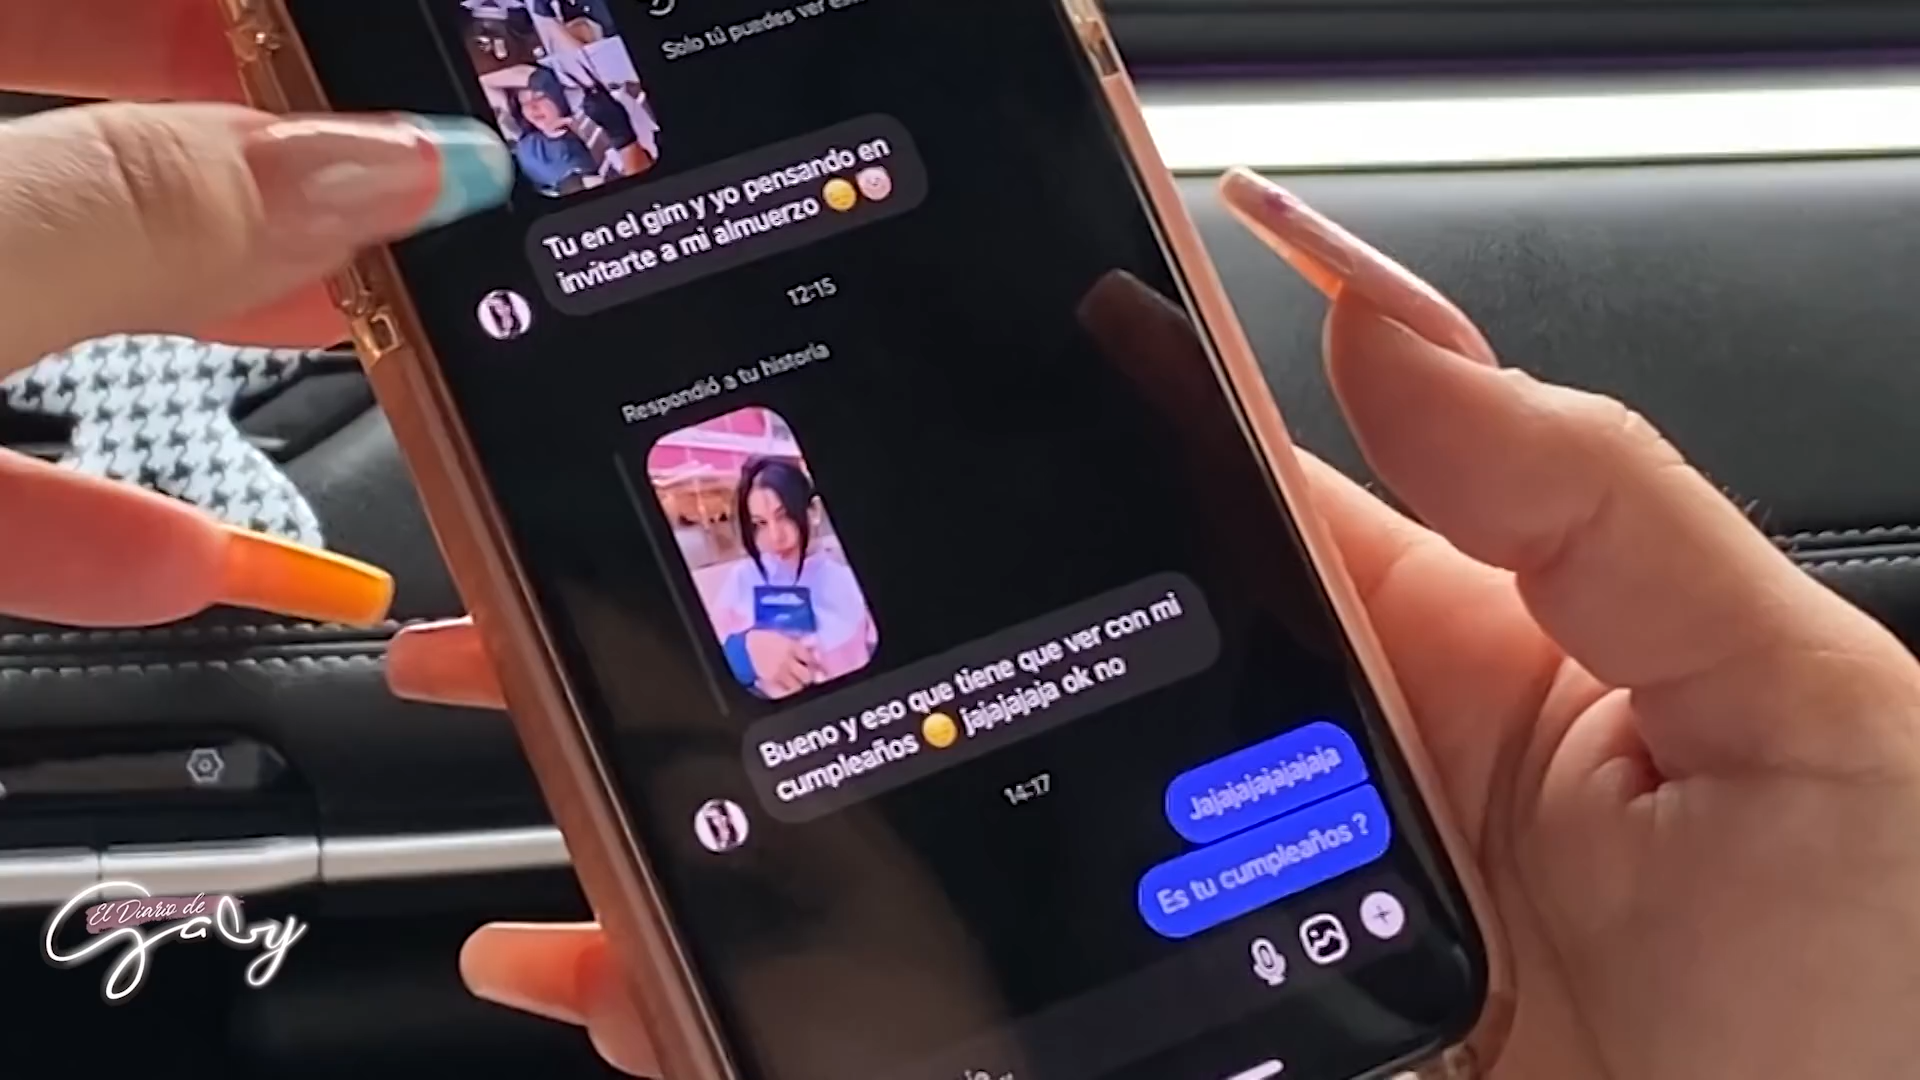 Solo tú puedes ver
Tu en el gim y yo pensando en
invitarte a mi almuerzo 😑
12:15
Respondió a tu historia
Bueno y eso que tiene que ver con mi
cumpleaños 😑 jajajajaja ok no
14:17
Jajajajajajajaja
Es tu cumpleaños ?
El Diario de
Gaby